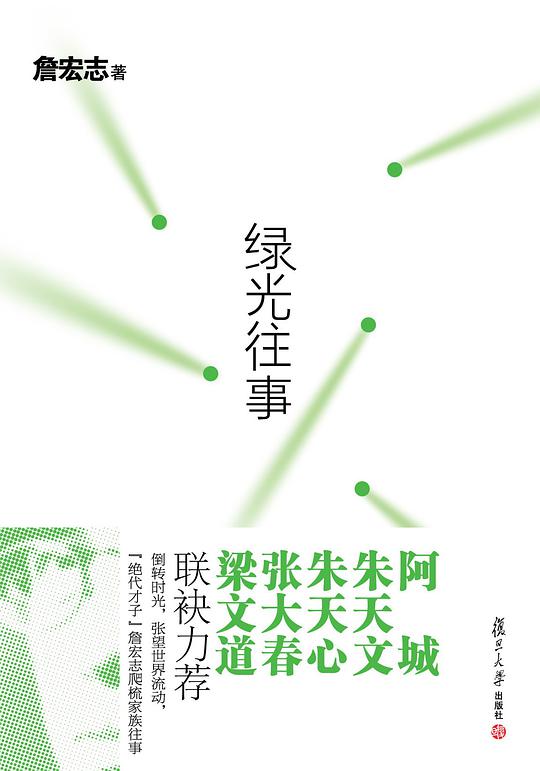 詹宏志著
绿光往事
阿城
朱天文
朱天心
张大春
梁文道
联袂力荐
倒转时光，张望世界流动，
『绝代才子』詹宏志爬梳家族往事
復旦大學
出版社